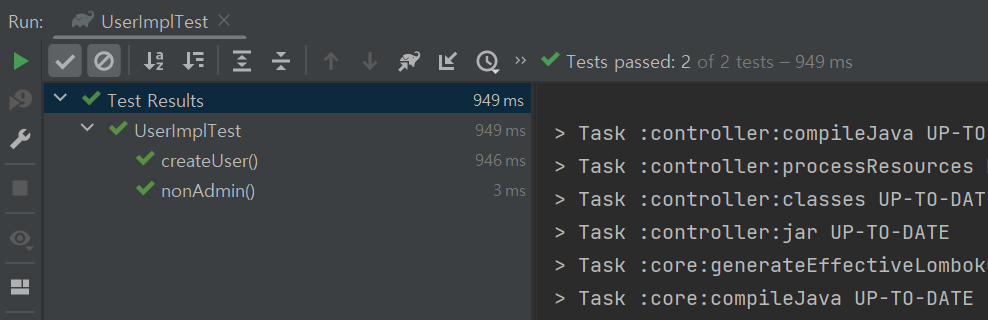 Run: UserImplTest
Tests passed: 2 of 2 tests – 949 ms
Test Results 949 ms
UserImplTest 949 ms
createUser() 946 ms
nonAdmin() 3 ms
> Task :controller:compileJava UP-TO
> Task :controller:processResources
> Task :controller:classes UP-TO-DAT
> Task :controller:jar UP-TO-DATE
> Task :core:generateEffectiveLombok
> Task :core:compileJava UP-TO-DATE